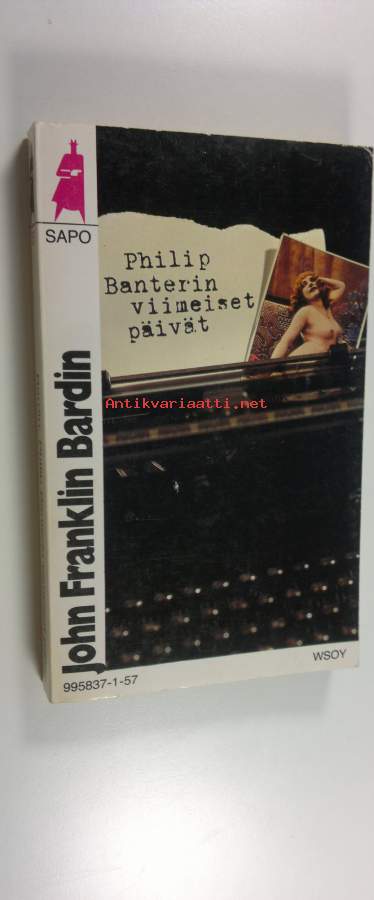 SAPO
Philip
Banterin
viimeiset
päivät
Antikvariaatti.net
John Franklin Bardin
995837-1-57
WSOY